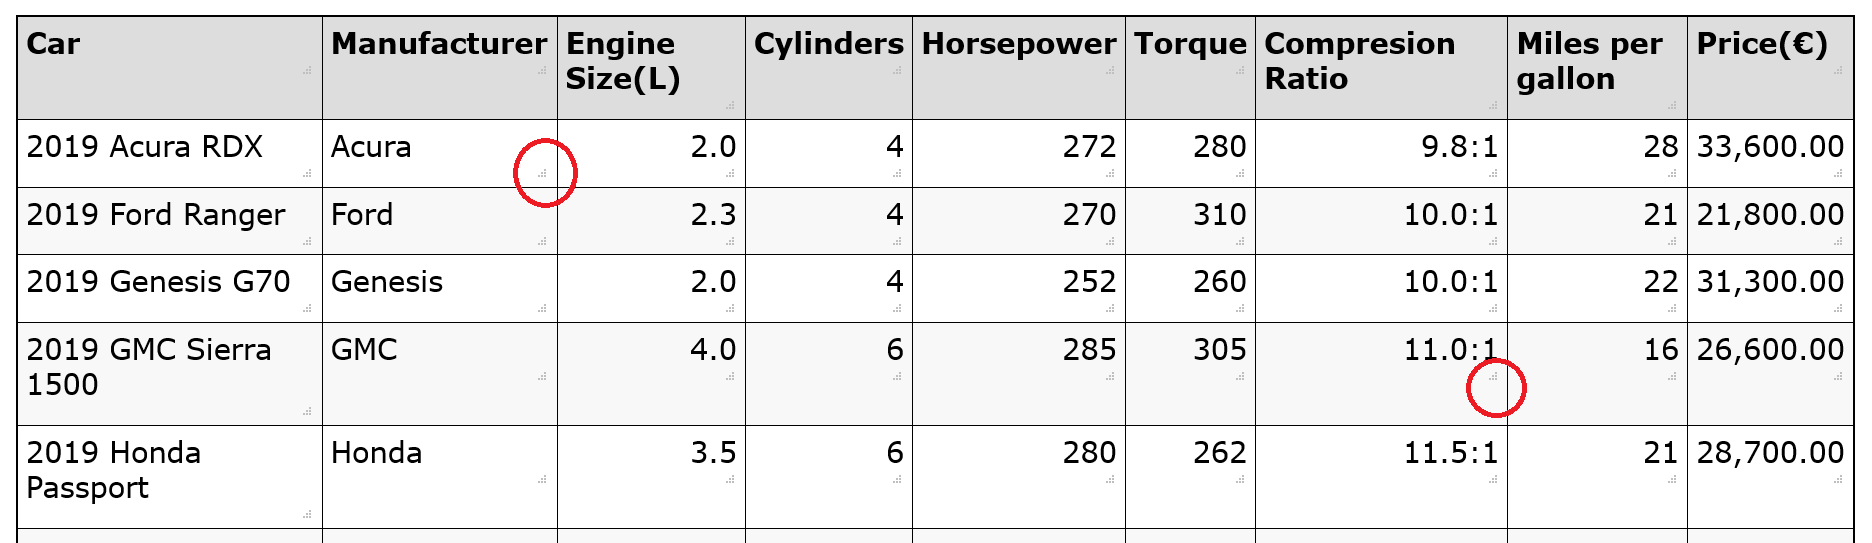 Car Manufacturer Engine Size(L) Cylinders Horsepower Torque Compresion Ratio Miles per gallon Price(€)
2019 Acura RDX Acura 2.0 4 272 280 9.8:1 28 33,600.00
2019 Ford Ranger Ford 2.3 4 270 310 10.0:1 21 21,800.00
2019 Genesis G70 Genesis 2.0 4 252 260 10.0:1 22 31,300.00
2019 GMC Sierra 1500 GMC 4.0 6 285 305 11.0:1 16 26,600.00
2019 Honda Passport Honda 3.5 6 280 262 11.5:1 21 28,700.00